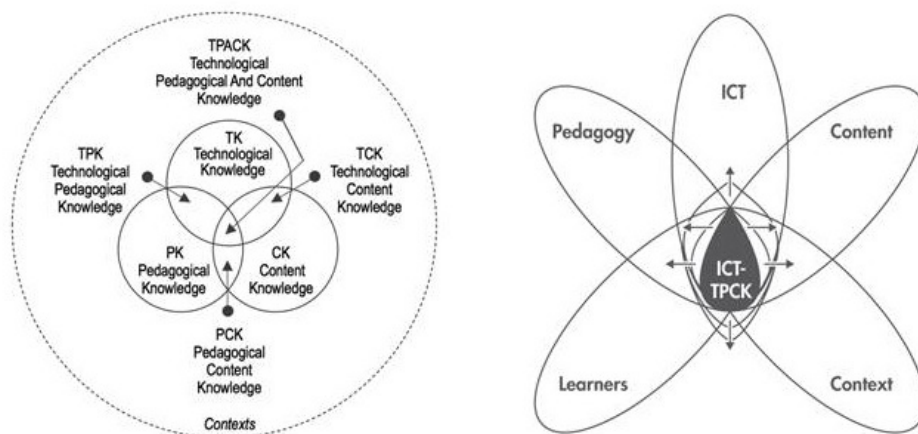 TPACK
Technological
Pedagogical And Content
Knowledge
TK
Technological
Knowledge
TPK
Technological
Pedagogical
Knowledge
TCK
Technological
Content
Knowledge
PK
Pedagogical
Knowledge
CK
Content
Knowledge
PCK
Pedagogical
Content
Knowledge
Contexts
ICT
Pedagogy
Content
ICT-
TPCK
Learners
Context